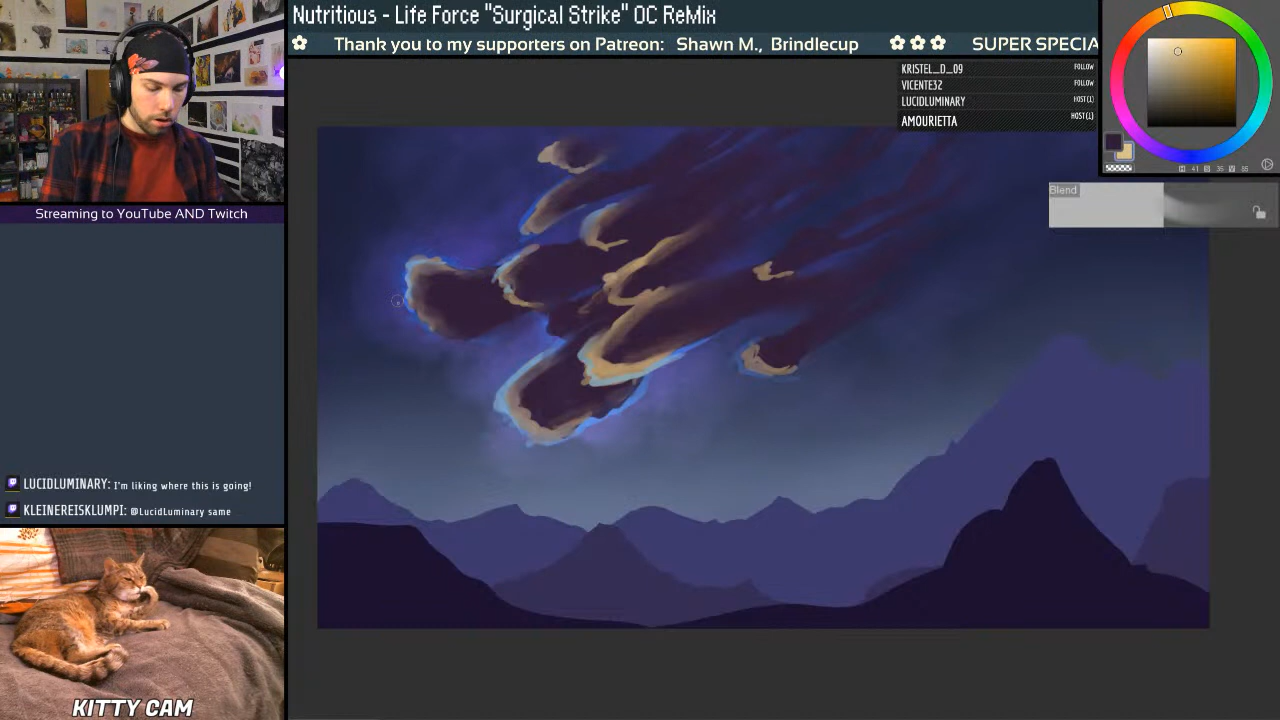 Nutritious - Life Force "Surgical Strike" OC ReMix
Thank you to my supporters on Patreon: Shawn M., Brindlecup SUPER SPECIA
KRISTEL_D_09 FOLLOW
VICENTE32 FOLLOW
LUCIDLUMINARY HOST(1)
AMOURIETTA HOST(1)
Blend
Streaming to YouTube AND Twitch
LUCIDLUMINARY: I'm liking where this is going!
KLEINEREISKLUMPI: @LucidLuminary same
KITTY CAM